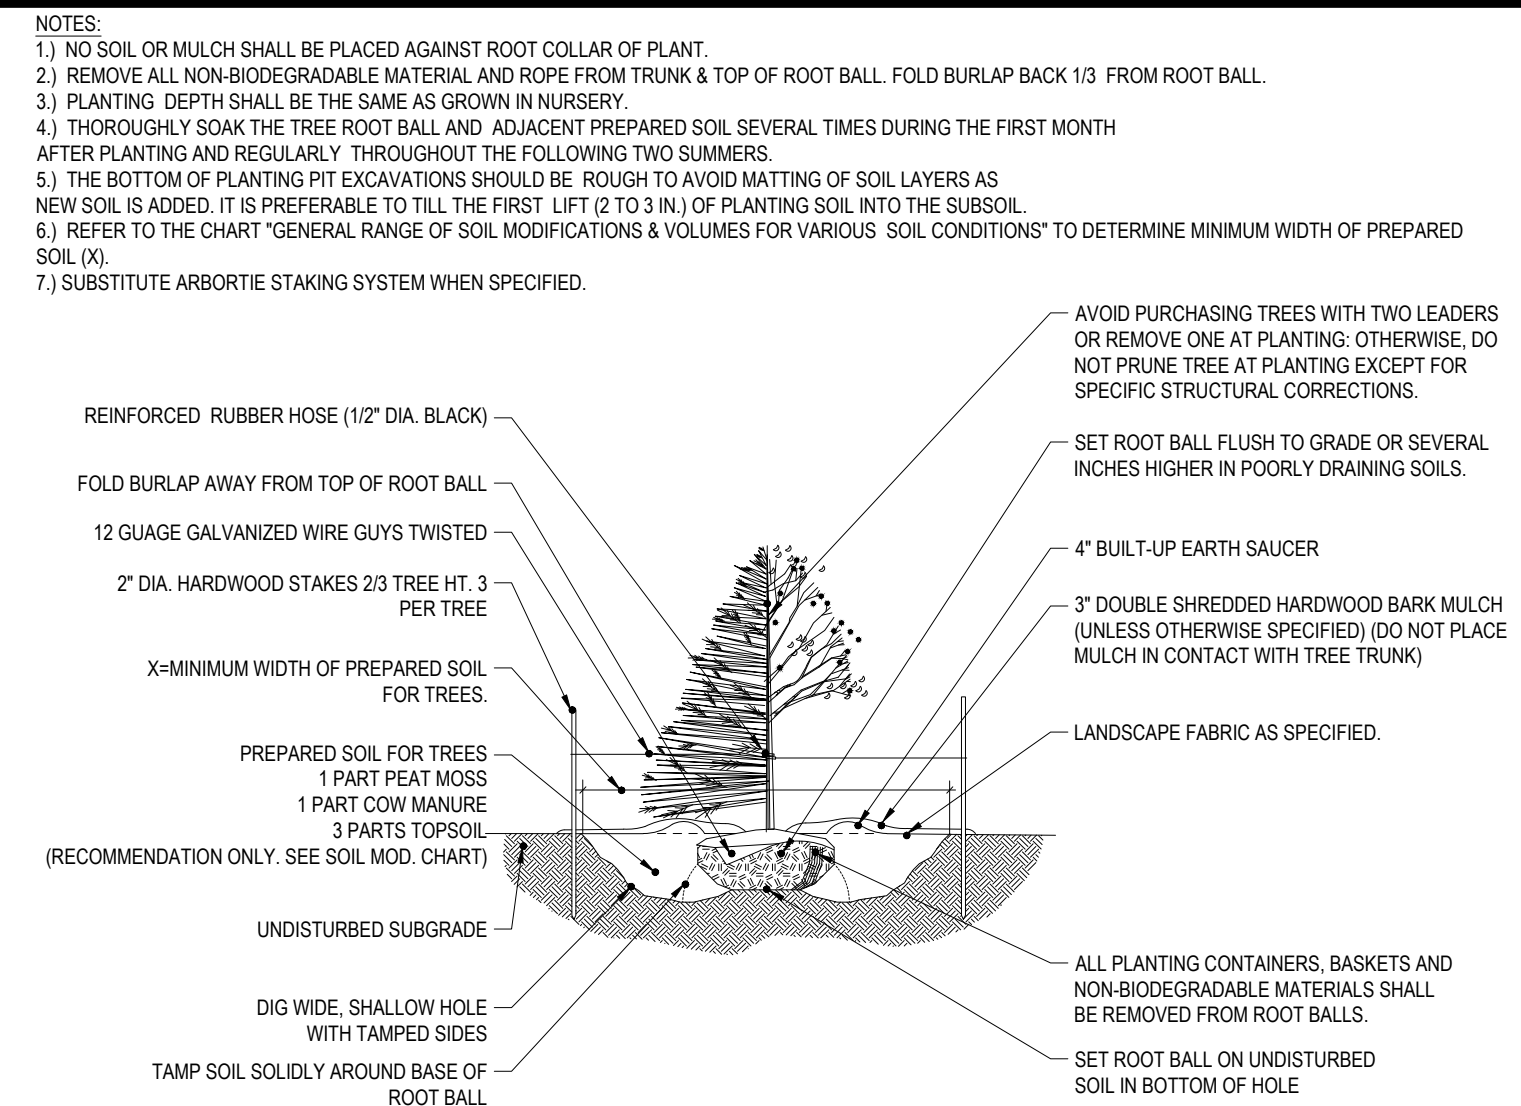 NOTES:
1.) NO SOIL OR MULCH SHALL BE PLACED AGAINST ROOT COLLAR OF PLANT.
2.) REMOVE ALL NON-BIODEGRADABLE MATERIAL AND ROPE FROM TRUNK & TOP OF ROOT BALL. FOLD BURLAP BACK 1/3 FROM ROOT BALL.
3.) PLANTING DEPTH SHALL BE THE SAME AS GROWN IN NURSERY.
4.) THOROUGHLY SOAK THE TREE ROOT BALL AND ADJACENT PREPARED SOIL SEVERAL TIMES DURING THE FIRST MONTH
AFTER PLANTING AND REGULARLY THROUGHOUT THE FOLLOWING TWO SUMMERS.
5.) THE BOTTOM OF PLANTING PIT EXCAVATIONS SHOULD BE ROUGH TO AVOID MATTING OF SOIL LAYERS AS
NEW SOIL IS ADDED. IT IS PREFERABLE TO TILL THE FIRST LIFT (2 TO 3 IN.) OF PLANTING SOIL INTO THE SUBSOIL.
6.) REFER TO THE CHART "GENERAL RANGE OF SOIL MODIFICATIONS & VOLUMES FOR VARIOUS SOIL CONDITIONS" TO DETERMINE MINIMUM WIDTH OF PREPARED
SOIL (X).
7.) SUBSTITUTE ARBORTIE STAKING SYSTEM WHEN SPECIFIED.
REINFORCED RUBBER HOSE (1/2" DIA. BLACK)
FOLD BURLAP AWAY FROM TOP OF ROOT BALL
12 GUAGE GALVANIZED WIRE GUYS TWISTED
2" DIA. HARDWOOD STAKES 2/3 TREE HT. 3
PER TREE
X=MINIMUM WIDTH OF PREPARED SOIL
FOR TREES.
PREPARED SOIL FOR TREES
1 PART PEAT MOSS
1 PART COW MANURE
3 PARTS TOPSOIL
(RECOMMENDATION ONLY. SEE SOIL MOD. CHART)
UNDISTURBED SUBGRADE
DIG WIDE, SHALLOW HOLE
WITH TAMPED SIDES
TAMP SOIL SOLIDLY AROUND BASE OF
ROOT BALL
AVOID PURCHASING TREES WITH TWO LEADERS
OR REMOVE ONE AT PLANTING: OTHERWISE, DO
NOT PRUNE TREE AT PLANTING EXCEPT FOR
SPECIFIC STRUCTURAL CORRECTIONS.
SET ROOT BALL FLUSH TO GRADE OR SEVERAL
INCHES HIGHER IN POORLY DRAINING SOILS.
4" BUILT-UP EARTH SAUCER
3" DOUBLE SHREDDED HARDWOOD BARK MULCH
(UNLESS OTHERWISE SPECIFIED) (DO NOT PLACE
MULCH IN CONTACT WITH TREE TRUNK)
LANDSCAPE FABRIC AS SPECIFIED.
ALL PLANTING CONTAINERS, BASKETS AND
NON-BIODEGRADABLE MATERIALS SHALL
BE REMOVED FROM ROOT BALLS.
SET ROOT BALL ON UNDISTURBED
SOIL IN BOTTOM OF HOLE